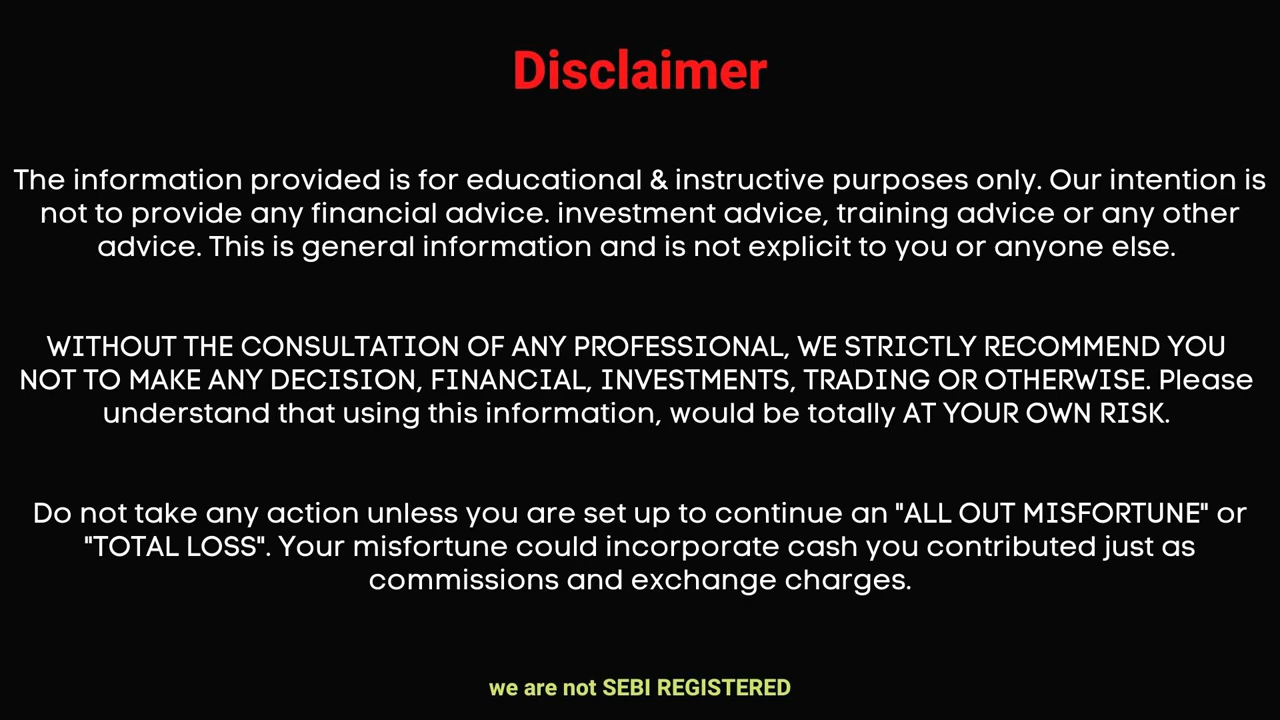 Disclaimer
The information provided is for educational & instructive purposes only. Our intention is
not to provide any financial advice. investment advice, training advice or any other
advice. This is general information and is not explicit to you or anyone else.
WITHOUT THE CONSULTATION OF ANY PROFESSIONAL, WE STRICTLY RECOMMEND YOU
NOT TO MAKE ANY DECISION, FINANCIAL, INVESTMENTS, TRADING OR OTHERWISE. Please
understand that using this information, would be totally AT YOUR OWN RISK.
Do not take any action unless you are set up to continue an "ALL OUT MISFORTUNE" or
"TOTAL LOSS". Your misfortune could incorporate cash you contributed just as
commissions and exchange charges.
we are not SEBI REGISTERED